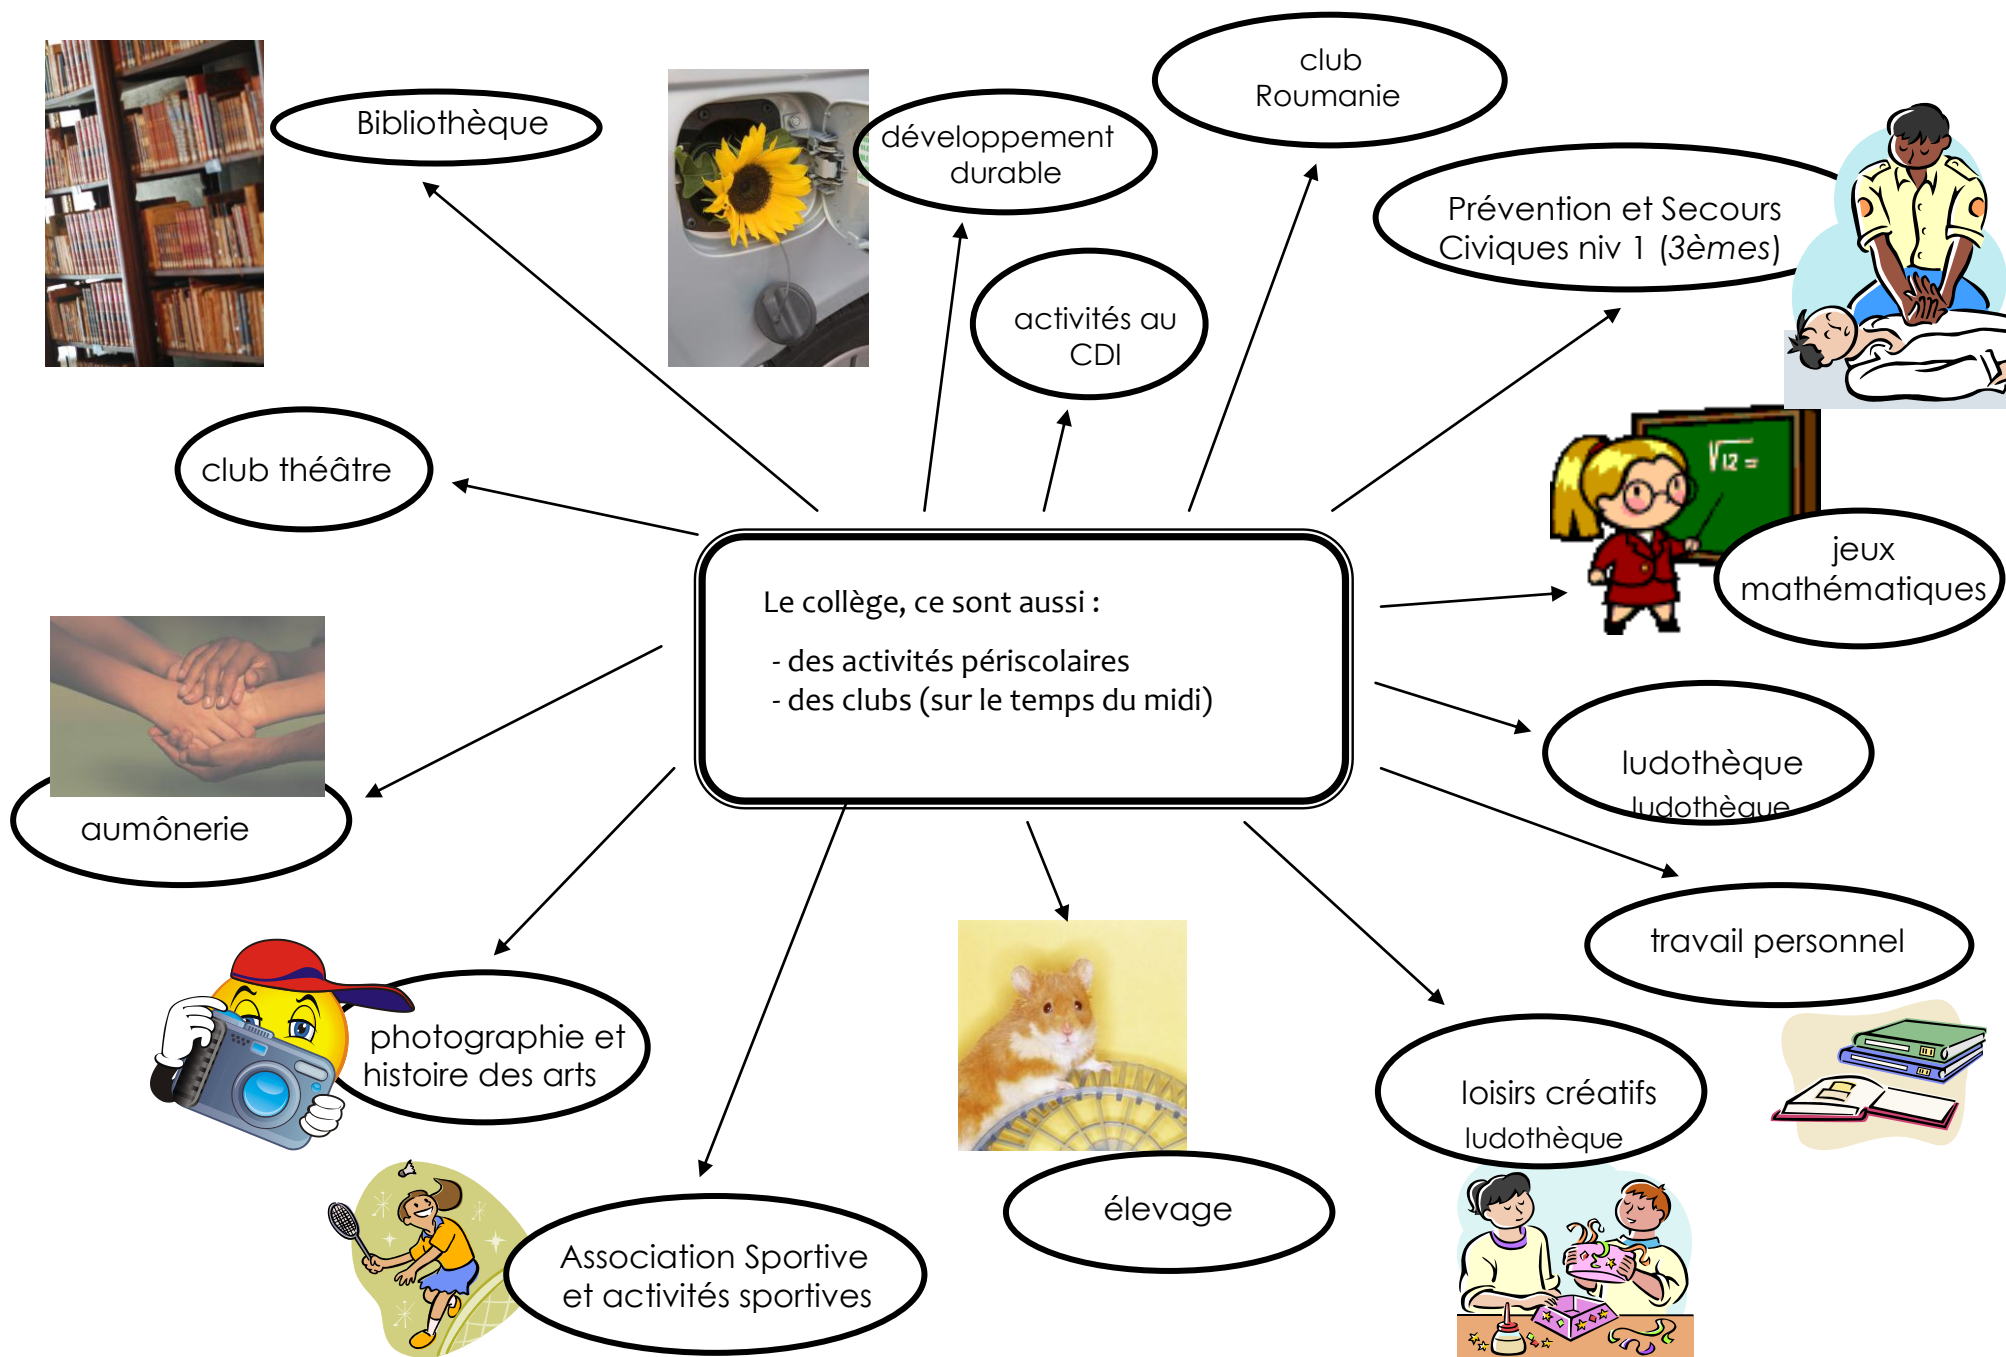 club
Roumanie
Bibliothèque
développement
durable
Prévention et Secours
Civiques niv 1 (3èmes)
activités au
CDI
club théâtre
√12 =
jeux
mathématiques
Le collège, ce sont aussi :
- des activités périscolaires
- des clubs (sur le temps du midi)
ludothèque
ludothèque
aumônerie
travail personnel
photographie et
histoire des arts
loisirs créatifs
ludothèque
élevage
Association Sportive
et activités sportives